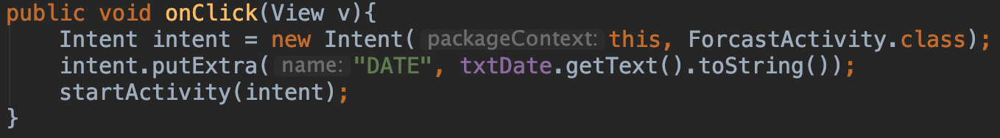 public void onClick(View v){
Intent intent = new Intent( packageContext: this, ForcastActivity.class);
intent.putExtra( name: "DATE", txtDate.getText().toString());
startActivity(intent);
}